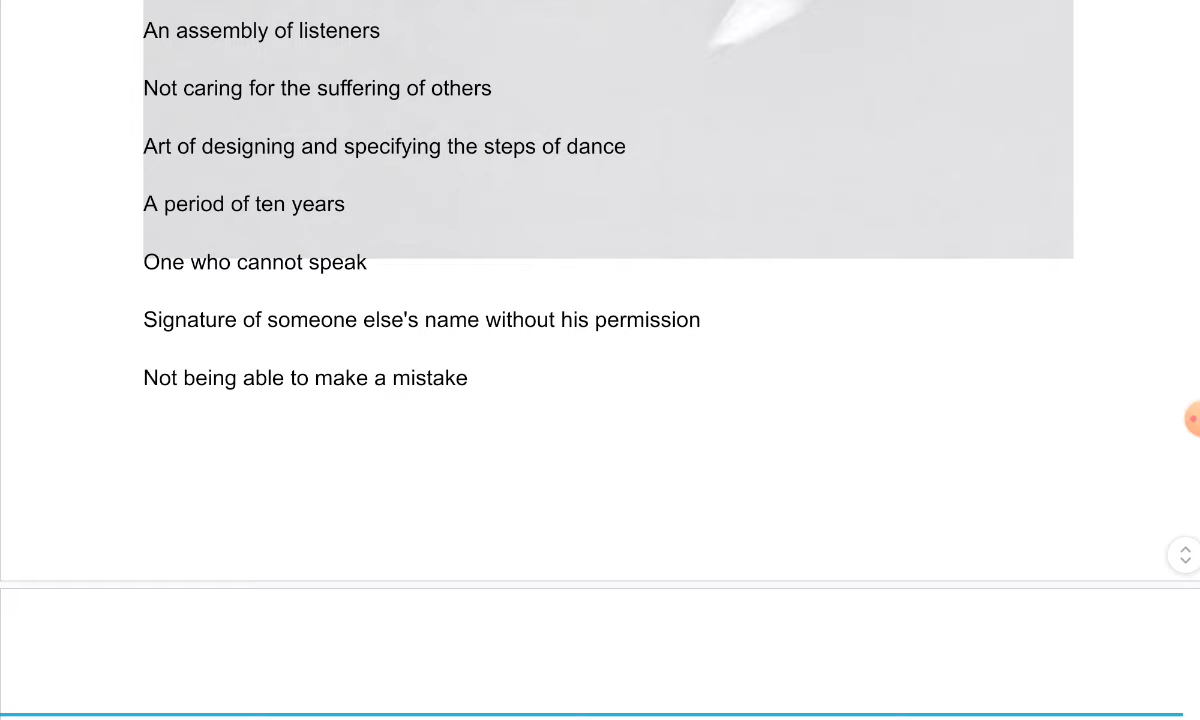 An assembly of listeners
Not caring for the suffering of others
Art of designing and specifying the steps of dance
A period of ten years
One who cannot speak
Signature of someone else's name without his permission
Not being able to make a mistake